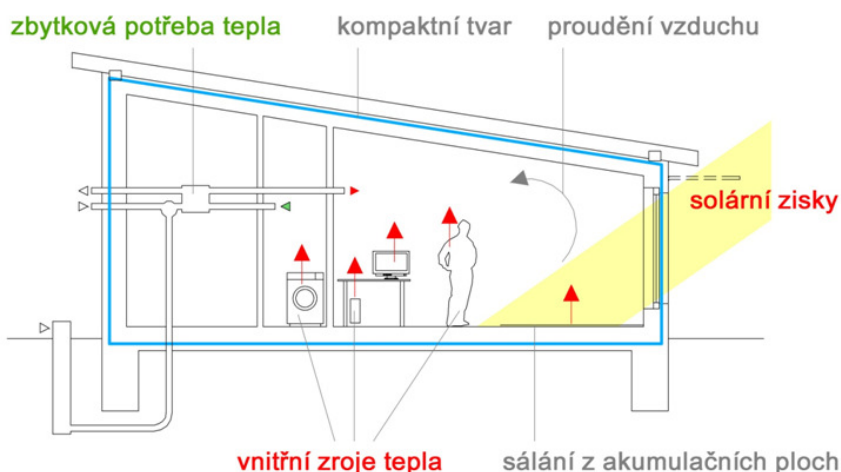 zbytková potřeba tepla
kompaktní tvar
proudění vzduchu
solární zisky
vnitřní zroje tepla
sálání z akumulačních ploch